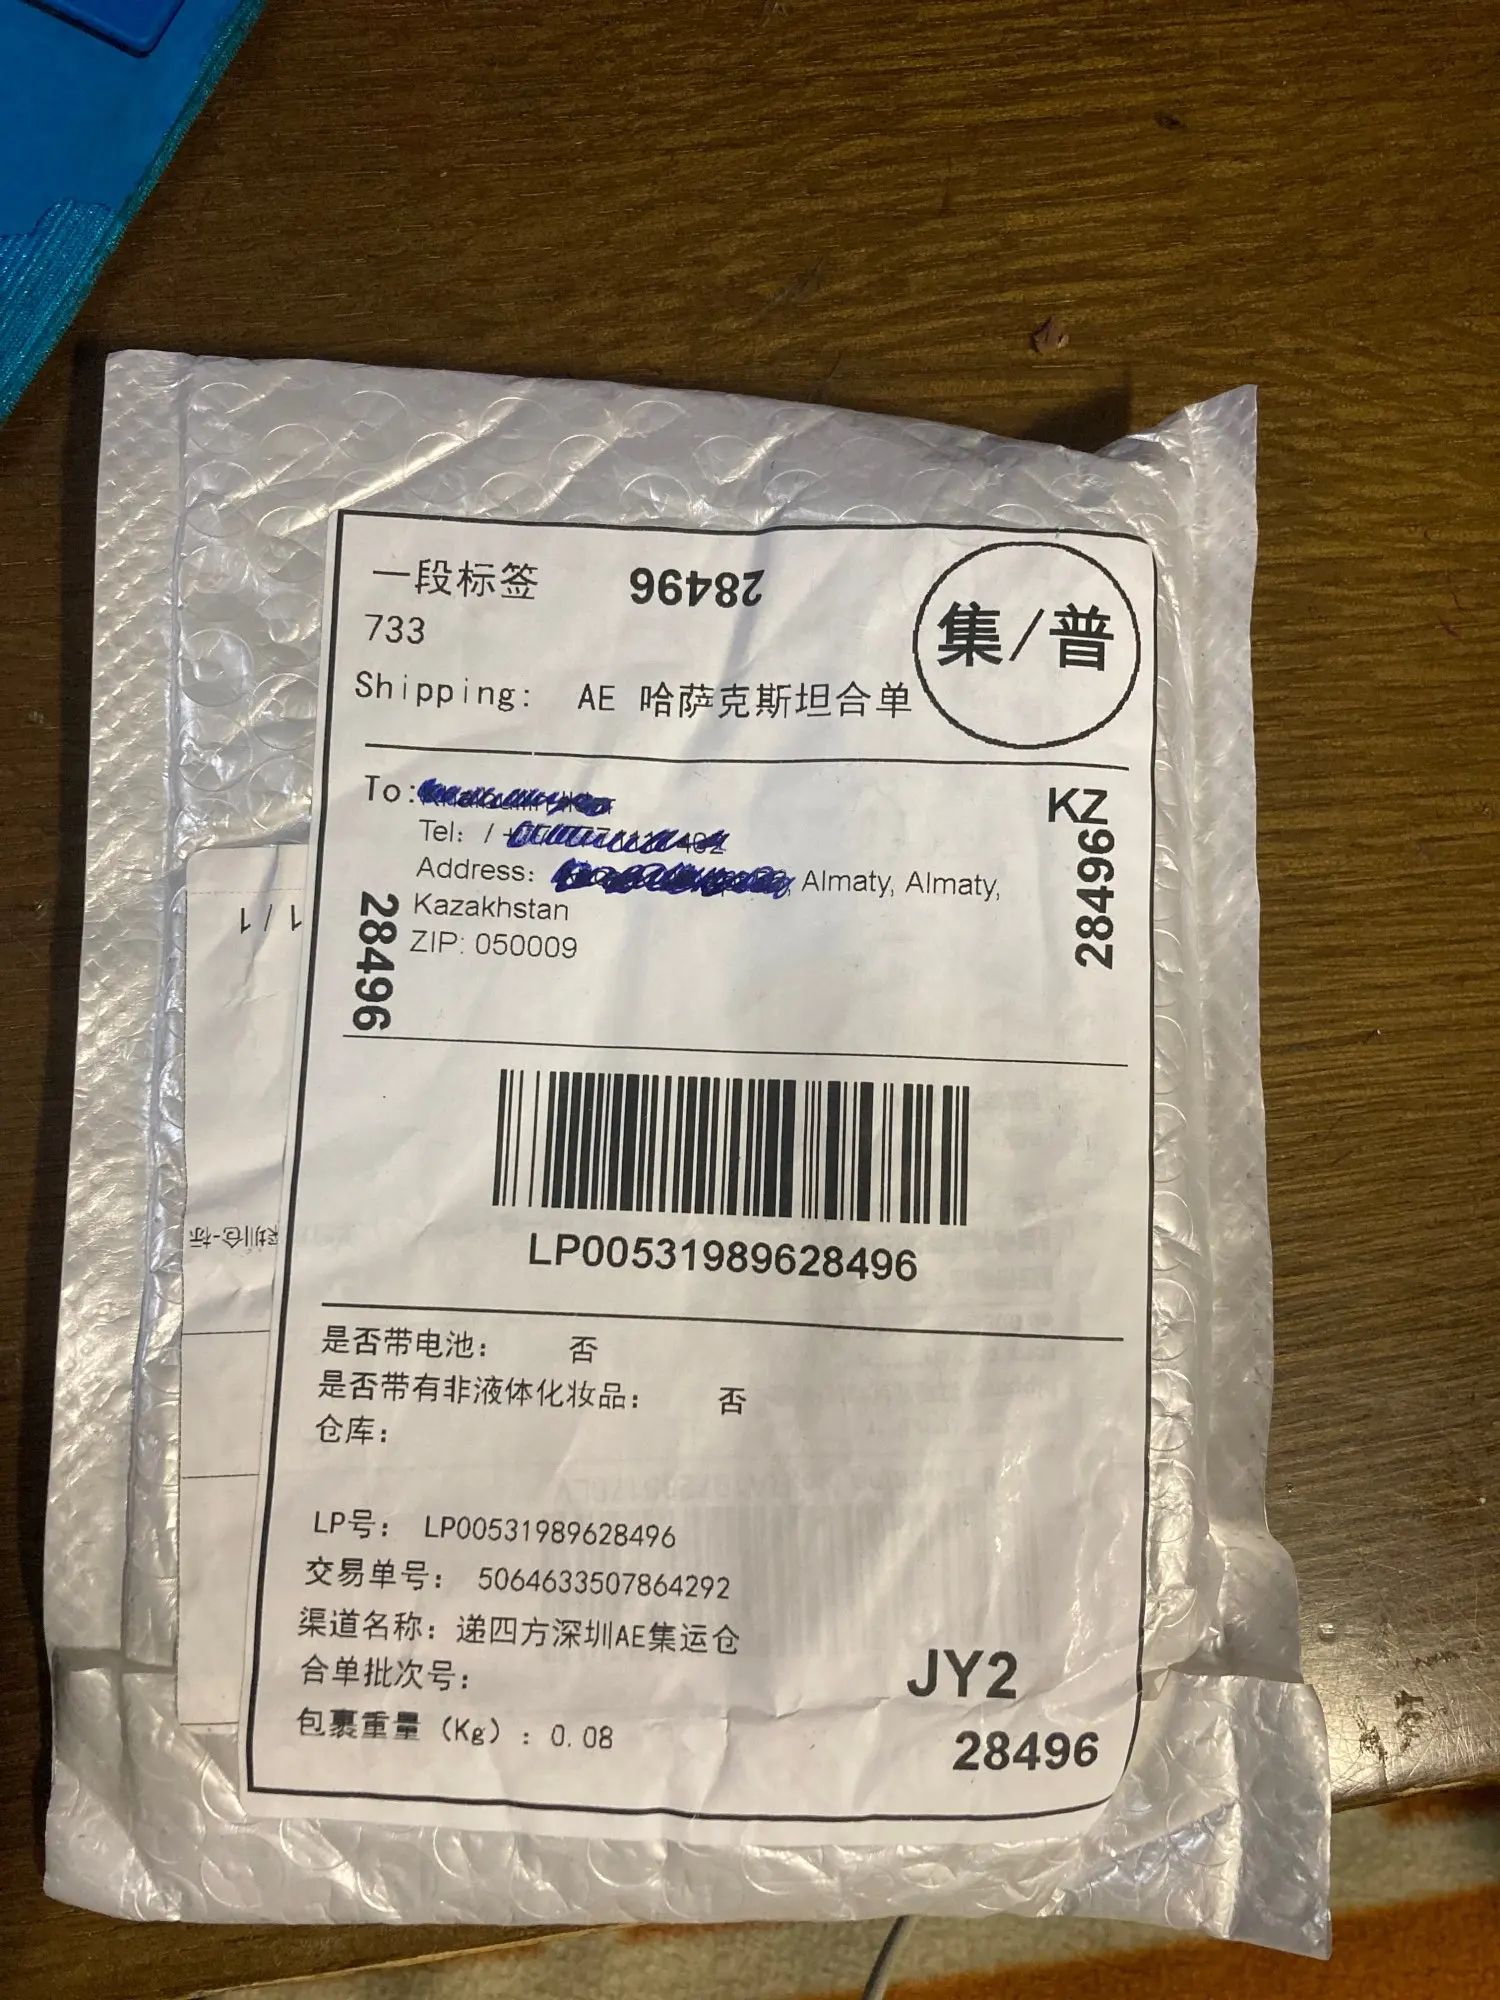 一段标签
28496
集/普
733
Shipping: AE 哈萨克斯坦合单
To:
KZ
Tel: /
Address: , Almaty, Almaty,
Kazakhstan
ZIP: 050009
28496
28496
1 / 1
LP00531989628496
深圳仓-标
是否带电池： 否
是否带有非液体化妆品： 否
仓库：
LP号： LP00531989628496
交易单号： 5064633507864292
渠道名称：递四方深圳AE集运仓
合单批次号：
包裹重量（Kg）：0.08
JY2
28496